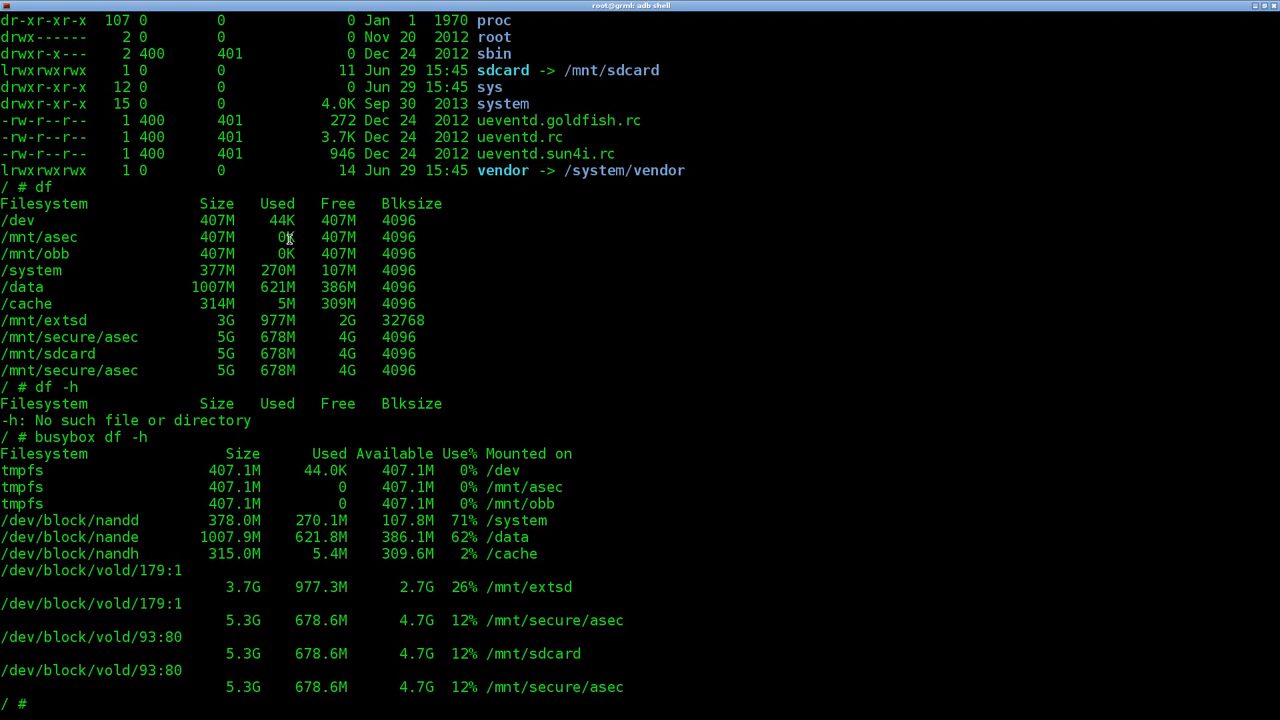 root@grml: adb shell
dr-xr-xr-x  107 0        0               0 Jan  1  1970 proc
drwx------    2 0        0               0 Nov 20  2012 root
drwxr-x---    2 400      401             0 Dec 24  2012 sbin
lrwxrwxrwx    1 0        0              11 Jun 29 15:45 sdcard -> /mnt/sdcard
drwxr-xr-x   12 0        0               0 Jun 29 15:45 sys
drwxr-xr-x   15 0        0            4.0K Sep 30  2013 system
-rw-r--r--    1 400      401           272 Dec 24  2012 ueventd.goldfish.rc
-rw-r--r--    1 400      401          3.7K Dec 24  2012 ueventd.rc
-rw-r--r--    1 400      401           946 Dec 24  2012 ueventd.sun4i.rc
lrwxrwxrwx    1 0        0              14 Jun 29 15:45 vendor -> /system/vendor
/ # df
Filesystem             Size   Used   Free   Blksize
/dev                   407M    44K   407M   4096
/mnt/asec              407M     0K   407M   4096
/mnt/obb               407M     0K   407M   4096
/system                377M   270M   107M   4096
/data                 1007M   621M   386M   4096
/cache                 314M     5M   309M   4096
/mnt/extsd               3G   977M     2G   32768
/mnt/secure/asec         5G   678M     4G   4096
/mnt/sdcard              5G   678M     4G   4096
/mnt/secure/asec         5G   678M     4G   4096
/ # df -h
Filesystem             Size   Used   Free   Blksize
-h: No such file or directory
/ # busybox df -h
Filesystem                Size      Used Available Use% Mounted on
tmpfs                   407.1M     44.0K    407.1M   0% /dev
tmpfs                   407.1M         0    407.1M   0% /mnt/asec
tmpfs                   407.1M         0    407.1M   0% /mnt/obb
/dev/block/nandd        378.0M    270.1M    107.8M  71% /system
/dev/block/nande       1007.9M    621.8M    386.1M  62% /data
/dev/block/nandh        315.0M      5.4M    309.6M   2% /cache
/dev/block/vold/179:1
                          3.7G    977.3M      2.7G  26% /mnt/extsd
/dev/block/vold/179:1
                          5.3G    678.6M      4.7G  12% /mnt/secure/asec
/dev/block/vold/93:80
                          5.3G    678.6M      4.7G  12% /mnt/sdcard
/dev/block/vold/93:80
                          5.3G    678.6M      4.7G  12% /mnt/secure/asec
/ #